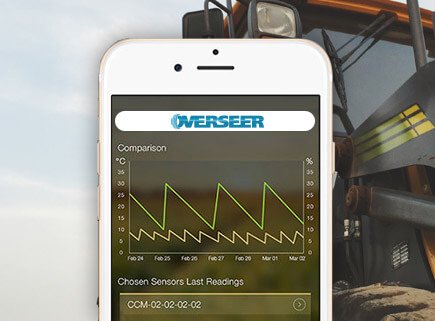 OVERSEER
Comparison
°C %
35 35
30 30
25 25
20 20
15 15
10 10
5 5
0 0
Feb 24 Feb 25 Feb 26 Feb 27 Feb 28 Mar 01 Mar 02
Chosen Sensors Last Readings
CCM-02-02-02-02